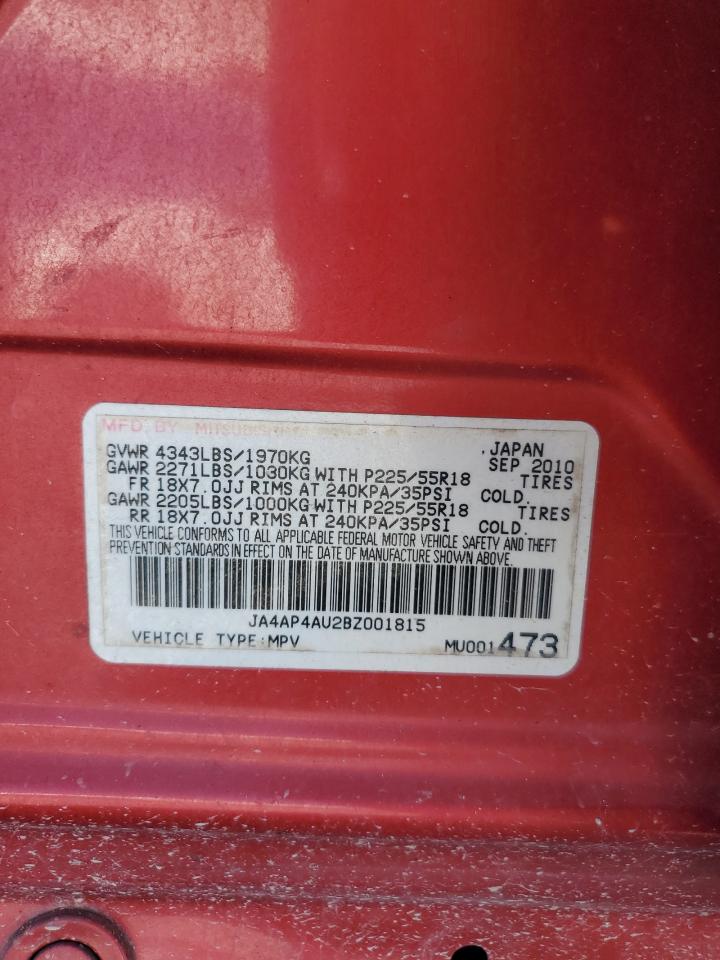 MFD. BY MITSUBISHI
JAPAN
GVWR 4343LBS/1970KG SEP 2010
GAWR 2271LBS/1030KG WITH P225/55R18 TIRES
FR 18X7.0JJ RIMS AT 240KPA/35PSI COLD.
GAWR 2205LBS/1000KG WITH P225/55R18 TIRES
RR 18X7.0JJ RIMS AT 240KPA/35PSI COLD.
THIS VEHICLE CONFORMS TO ALL APPLICABLE FEDERAL MOTOR VEHICLE SAFETY AND THEFT
PREVENTION STANDARDS IN EFFECT ON THE DATE OF MANUFACTURE SHOWN ABOVE.
JA4AP4AU2BZ001815
VEHICLE TYPE:MPV MU001473